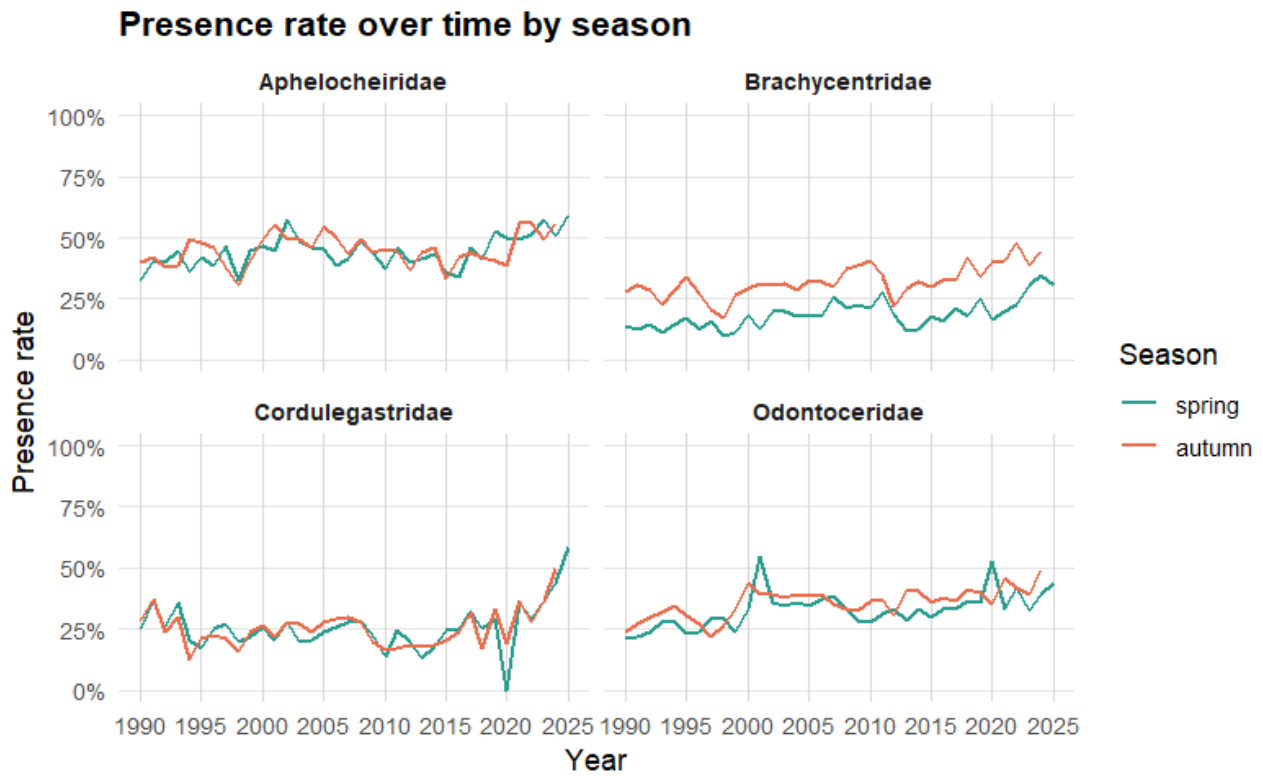 Presence rate over time by season
Aphelocheiridae Brachycentridae
100%
75%
50%
25%
0%
Cordulegastridae Odontoceridae
100%
75%
50%
25%
0%
1990 1995 2000 2005 2010 2015 2020 2025 1990 1995 2000 2005 2010 2015 2020 2025
Year
Presence rate
Season
spring
autumn